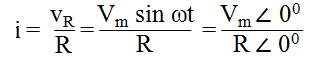 i = v_R / R = V_m sin ωt / R = V_m ∠ 0⁰ / R ∠ 0⁰